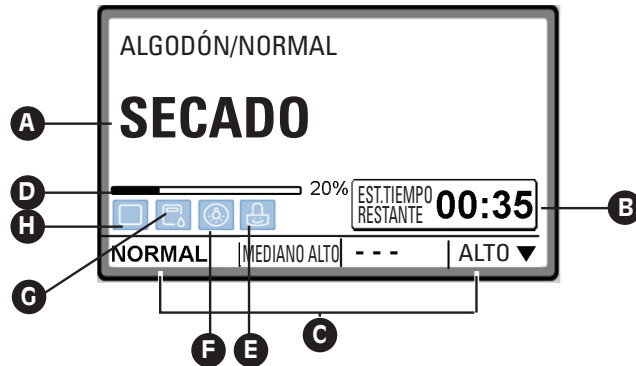 ALGODÓN/NORMAL
A
SECADO
D
20%
EST.TIEMPO
RESTANTE
00:35
B
H
NORMAL
MEDIANO ALTO
- - -
ALTO ▼
G
F
E
C